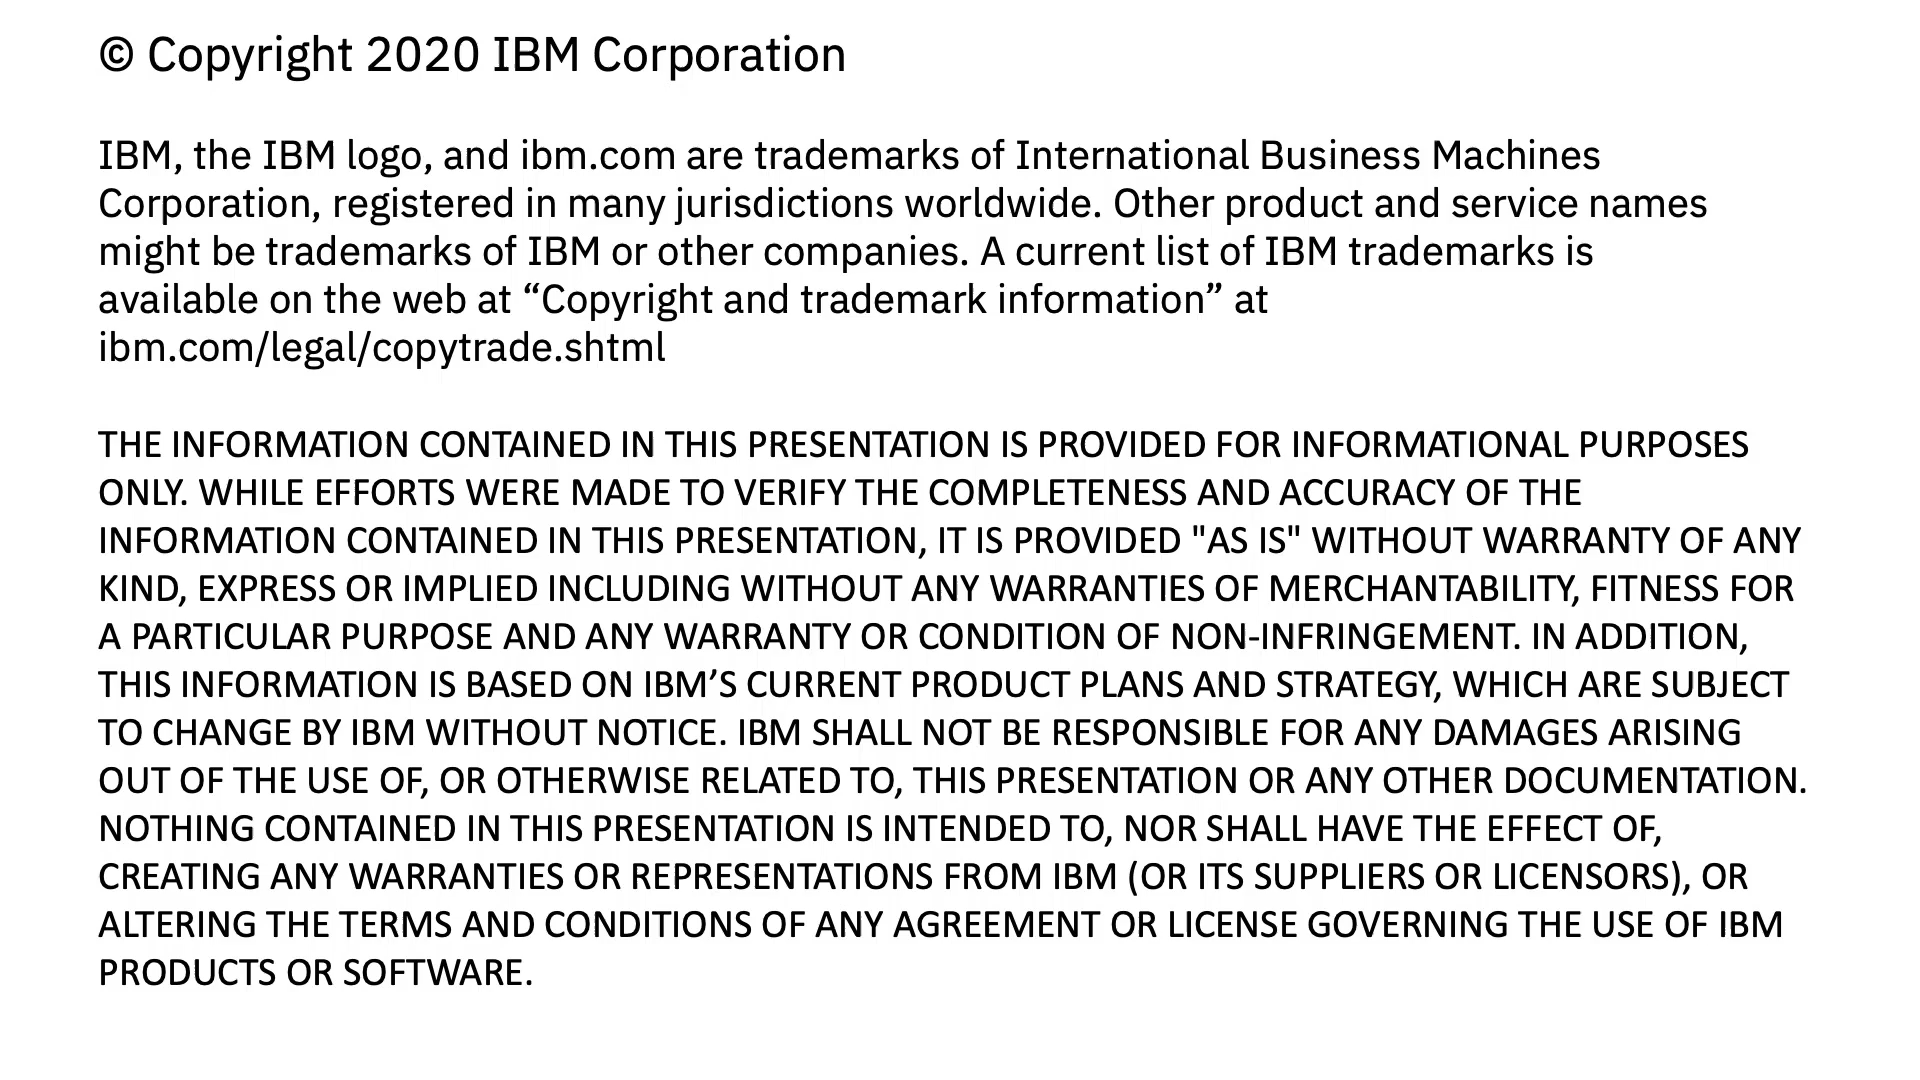 © Copyright 2020 IBM Corporation
IBM, the IBM logo, and ibm.com are trademarks of International Business Machines
Corporation, registered in many jurisdictions worldwide. Other product and service names
might be trademarks of IBM or other companies. A current list of IBM trademarks is
available on the web at “Copyright and trademark information” at
ibm.com/legal/copytrade.shtml
THE INFORMATION CONTAINED IN THIS PRESENTATION IS PROVIDED FOR INFORMATIONAL PURPOSES
ONLY. WHILE EFFORTS WERE MADE TO VERIFY THE COMPLETENESS AND ACCURACY OF THE
INFORMATION CONTAINED IN THIS PRESENTATION, IT IS PROVIDED "AS IS" WITHOUT WARRANTY OF ANY
KIND, EXPRESS OR IMPLIED INCLUDING WITHOUT ANY WARRANTIES OF MERCHANTABILITY, FITNESS FOR
A PARTICULAR PURPOSE AND ANY WARRANTY OR CONDITION OF NON-INFRINGEMENT. IN ADDITION,
THIS INFORMATION IS BASED ON IBM’S CURRENT PRODUCT PLANS AND STRATEGY, WHICH ARE SUBJECT
TO CHANGE BY IBM WITHOUT NOTICE. IBM SHALL NOT BE RESPONSIBLE FOR ANY DAMAGES ARISING
OUT OF THE USE OF, OR OTHERWISE RELATED TO, THIS PRESENTATION OR ANY OTHER DOCUMENTATION.
NOTHING CONTAINED IN THIS PRESENTATION IS INTENDED TO, NOR SHALL HAVE THE EFFECT OF,
CREATING ANY WARRANTIES OR REPRESENTATIONS FROM IBM (OR ITS SUPPLIERS OR LICENSORS), OR
ALTERING THE TERMS AND CONDITIONS OF ANY AGREEMENT OR LICENSE GOVERNING THE USE OF IBM
PRODUCTS OR SOFTWARE.